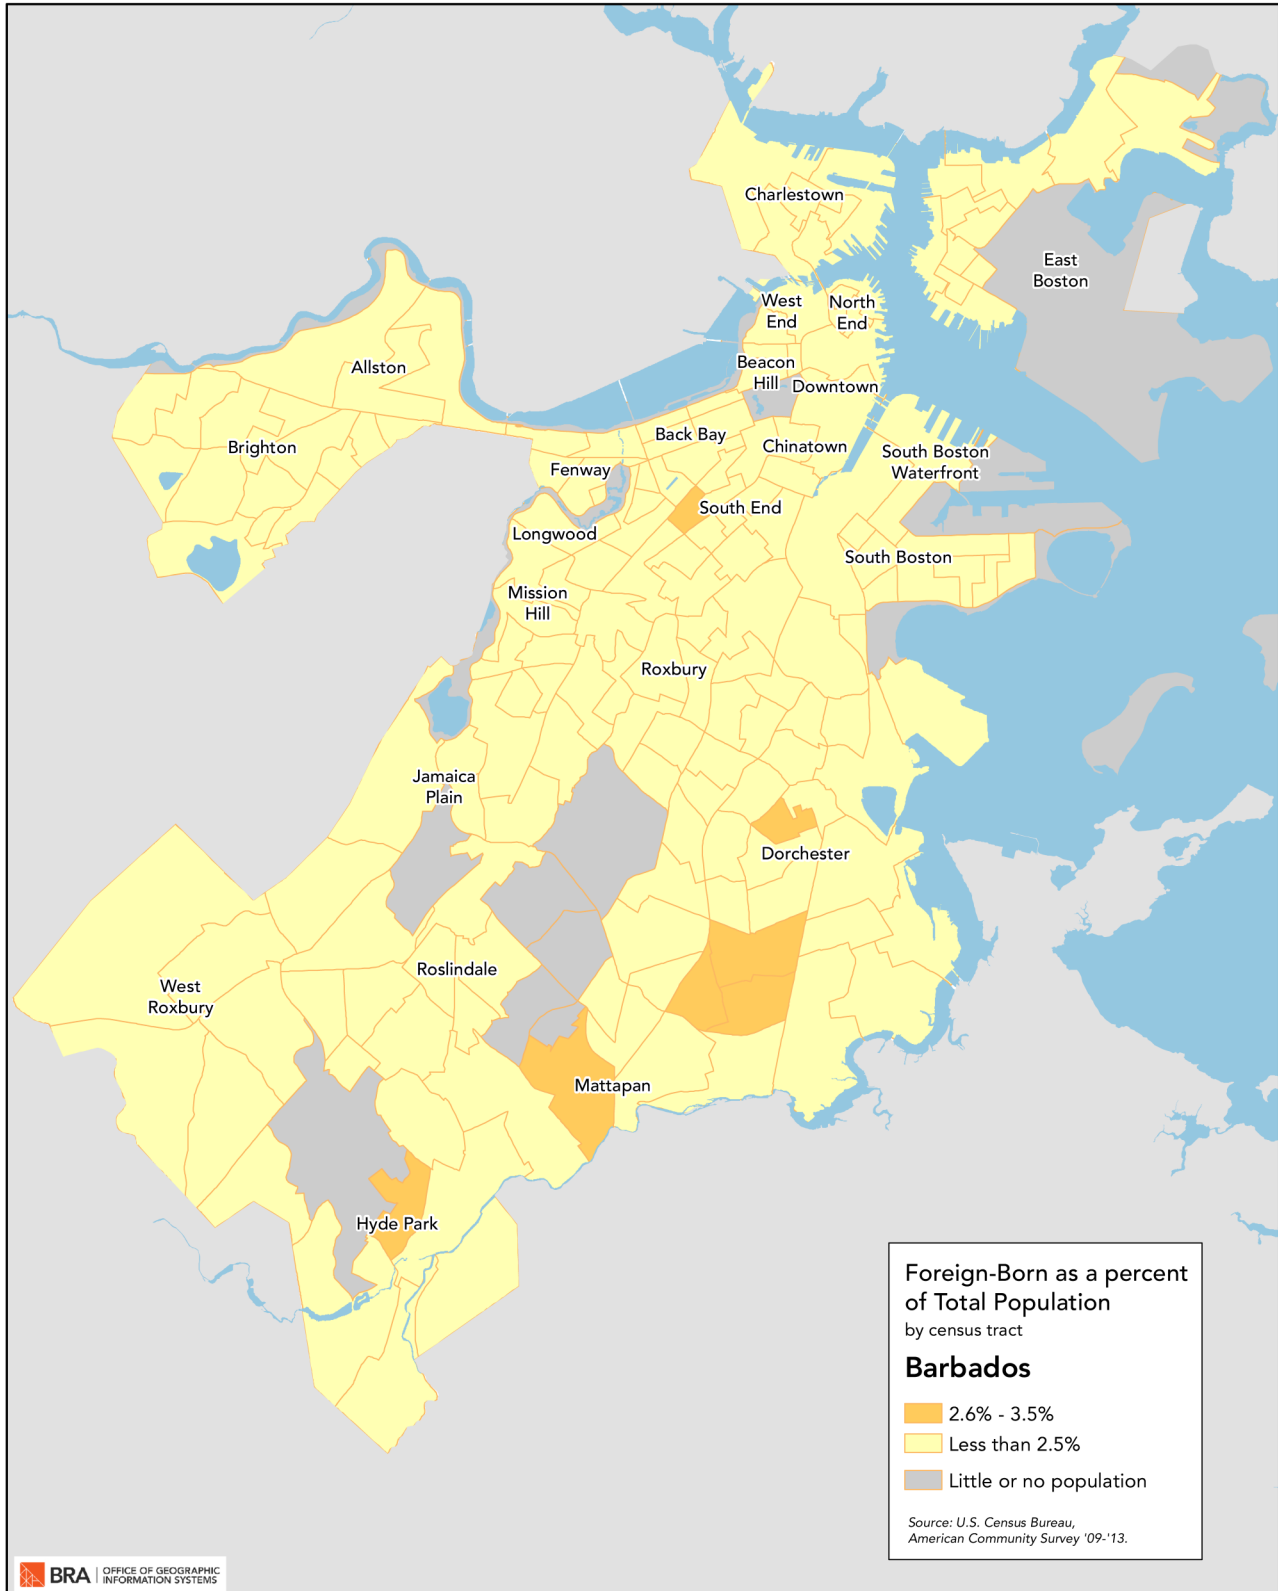 Charlestown
East
Boston
West
End
North
End
Beacon
Hill
Downtown
Allston
Back Bay
Chinatown
Brighton
Fenway
South Boston
Waterfront
South End
Longwood
South Boston
Mission
Hill
Roxbury
Jamaica
Plain
Dorchester
Roslindale
West
Roxbury
Mattapan
Hyde Park
Foreign-Born as a percent
of Total Population
by census tract
Barbados
2.6% - 3.5%
Less than 2.5%
Little or no population
Source: U.S. Census Bureau,
American Community Survey '09-'13.
BRA
OFFICE OF GEOGRAPHIC
INFORMATION SYSTEMS